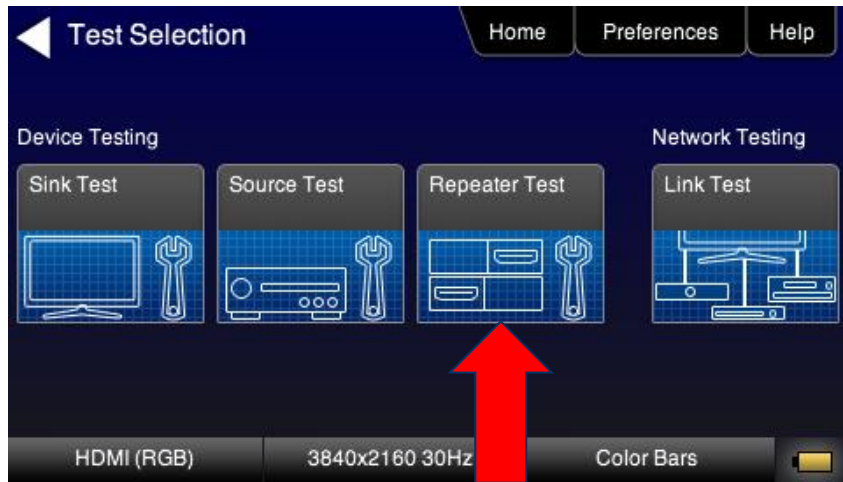 Test Selection
Home
Preferences
Help
Device Testing
Network Testing
Sink Test
Source Test
Repeater Test
Link Test
HDMI (RGB)
3840x2160 30Hz
Color Bars